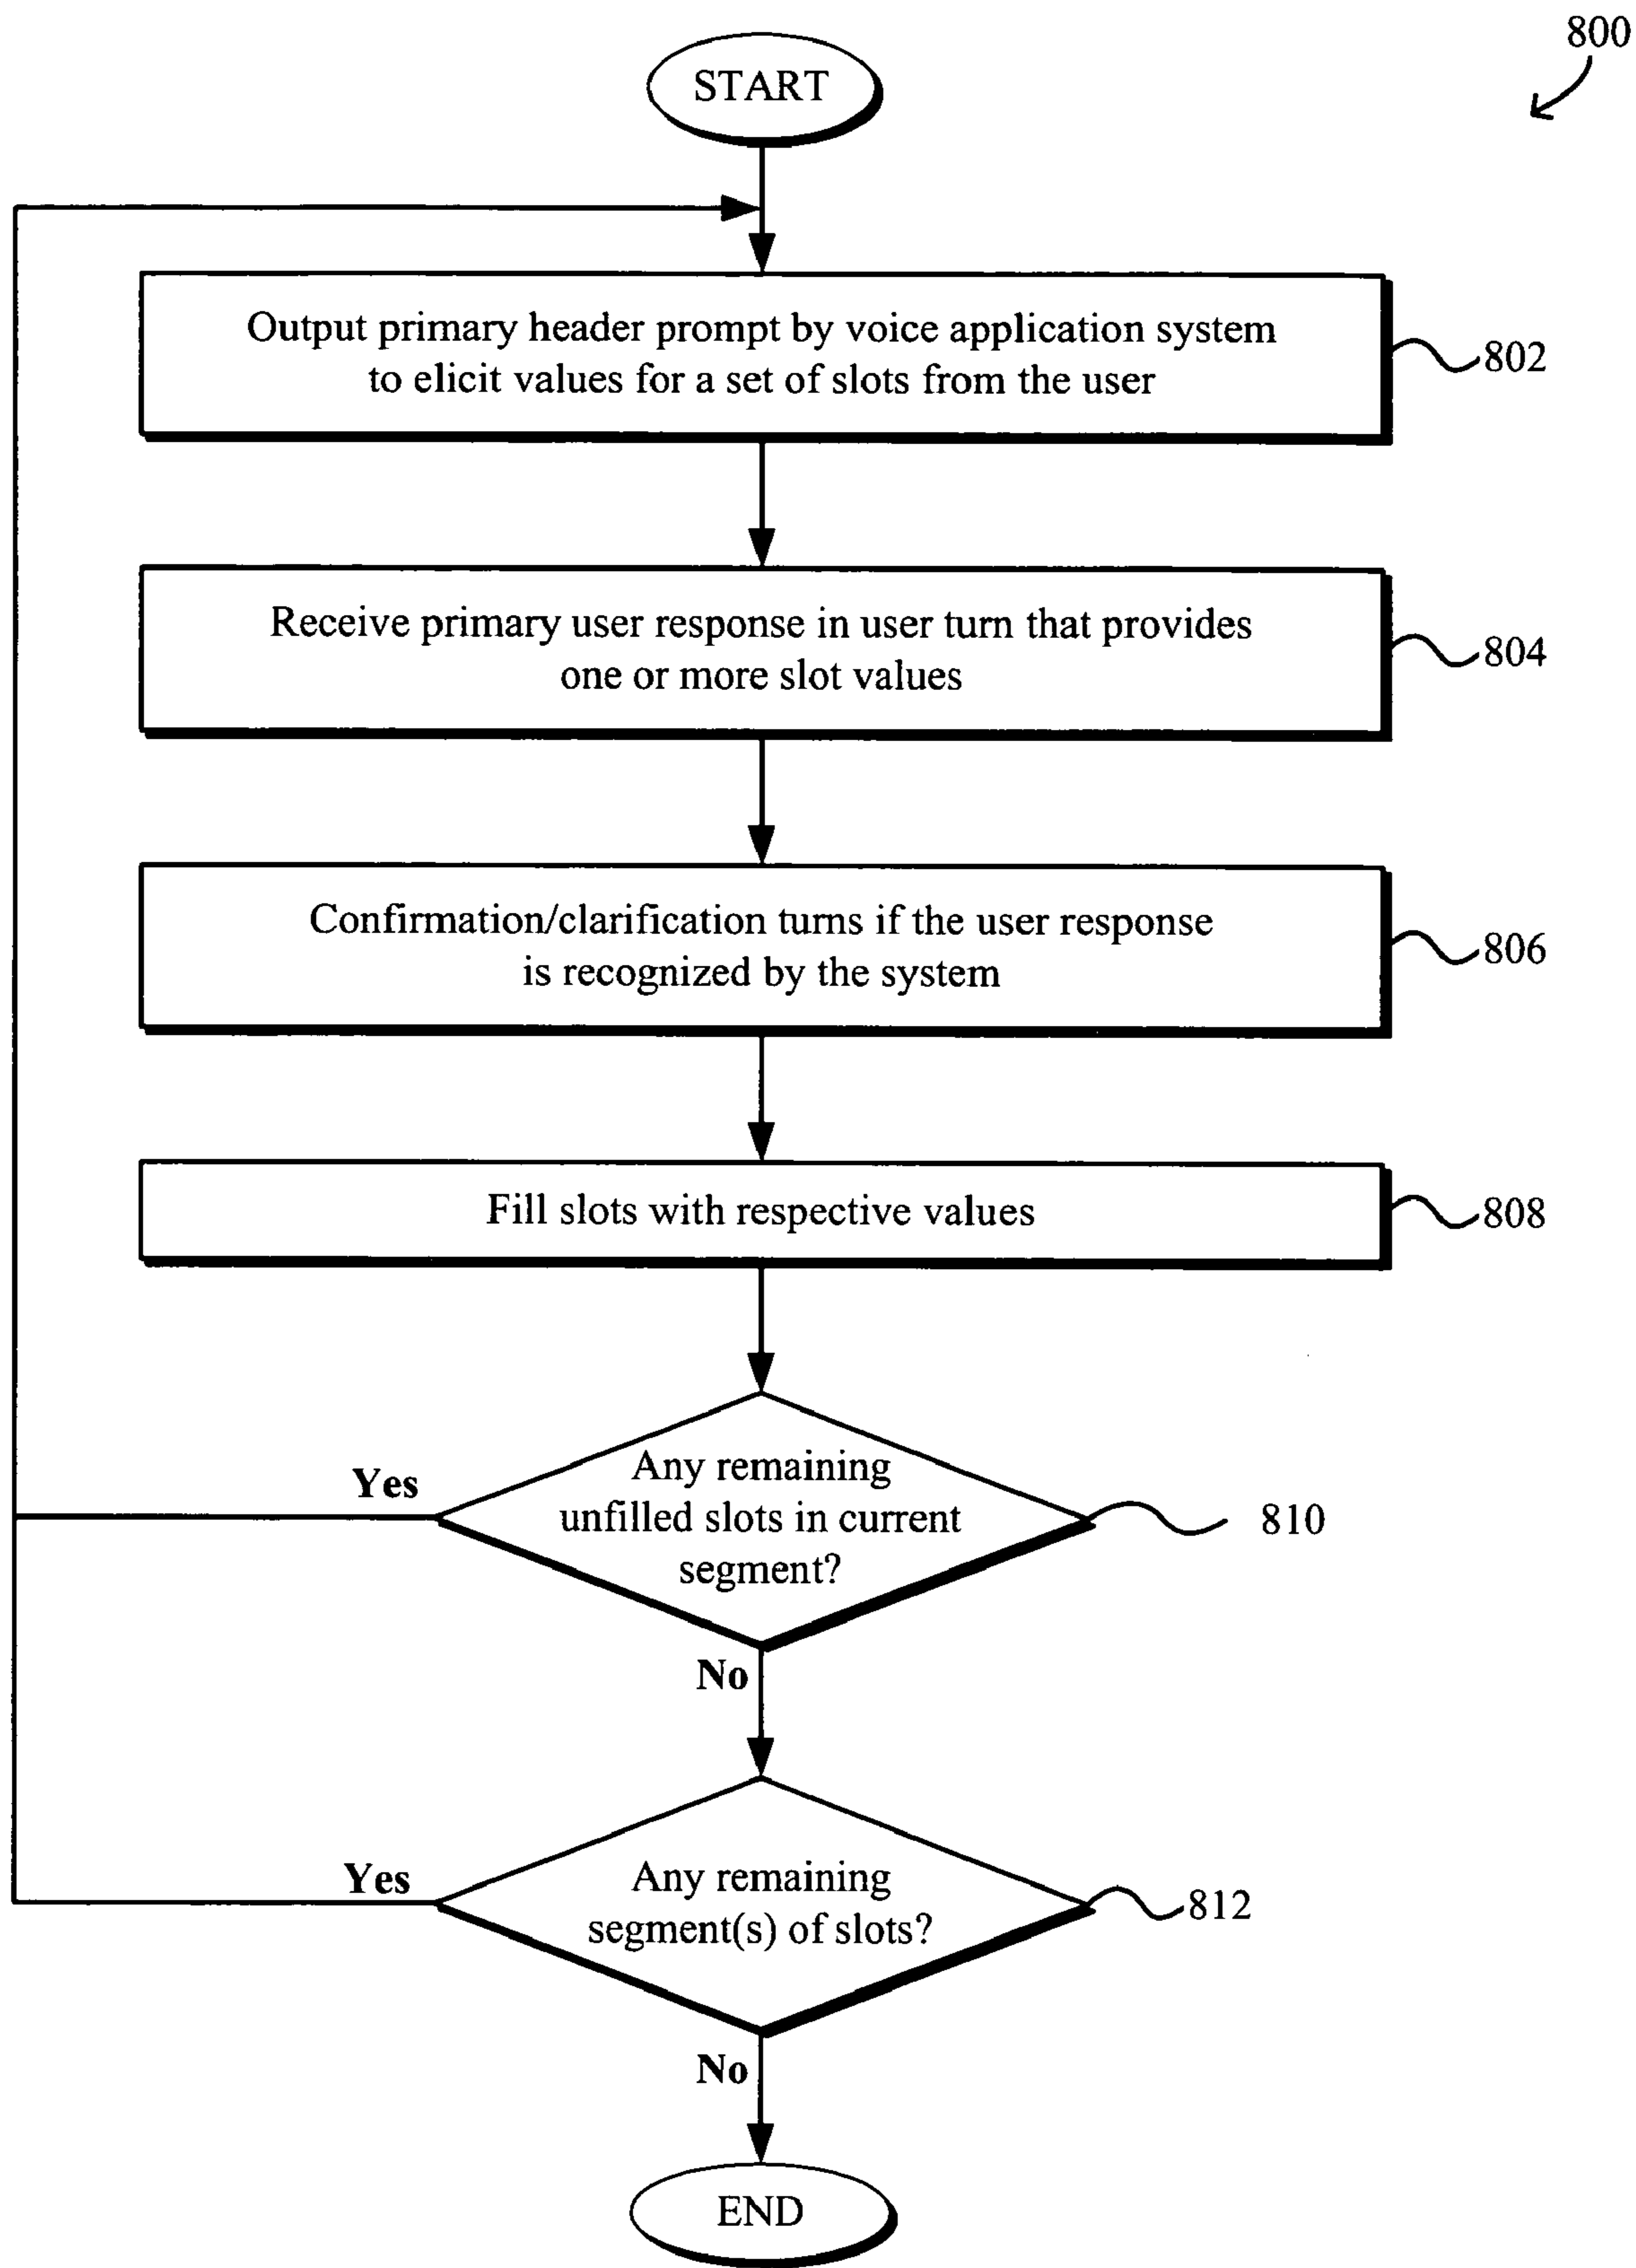 800
START
Output primary header prompt by voice application system
to elicit values for a set of slots from the user
802
Receive primary user response in user turn that provides
one or more slot values
804
Confirmation/clarification turns if the user response
is recognized by the system
806
Fill slots with respective values
808
Any remaining
unfilled slots in current
segment?
Yes
810
No
Any remaining
segment(s) of slots?
Yes
812
No
END